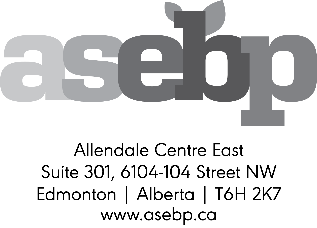 asebp
Allendale Centre East
Suite 301, 6104-104 Street NW
Edmonton | Alberta | T6H 2K7
www.asebp.ca